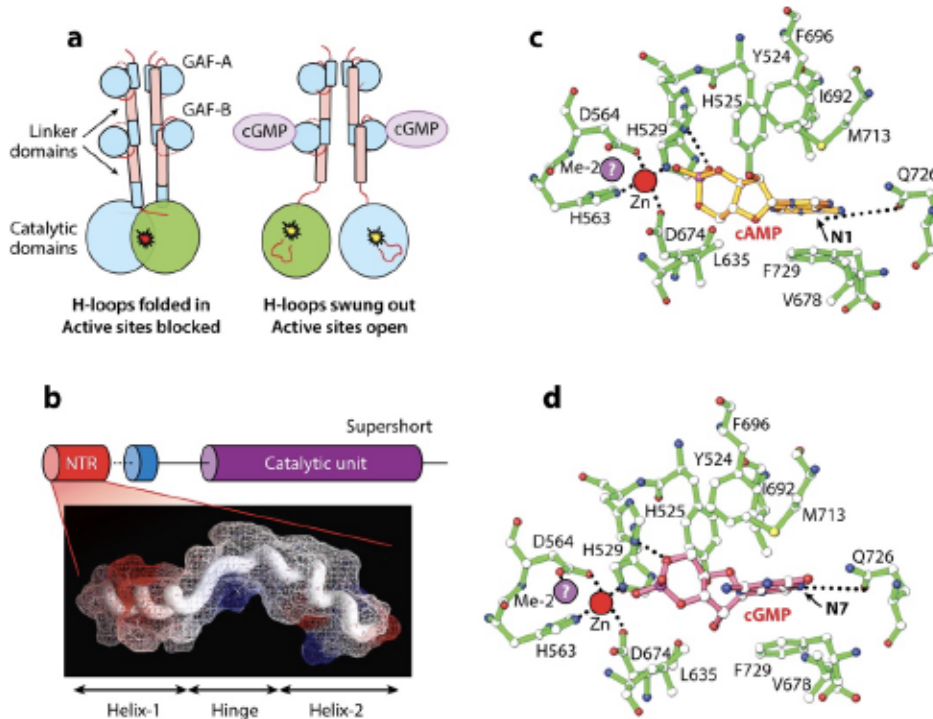 a
GAF-A
GAF-B
Linker
domains
cGMP
cGMP
Catalytic
domains
H-loops folded in
Active sites blocked
H-loops swung out
Active sites open
b
Supershort
NTR
Catalytic unit
Helix-1
Hinge
Helix-2
c
F696
Y524
I692
H525
M713
D564
H529
Me-2
?
Q726
H563
Zn
cAMP
N1
D674
L635
F729
V678
d
F696
Y524
I692
H525
M713
D564
H529
Q726
Me-2
?
Zn
cGMP
N7
H563
D674
L635
F729
V678